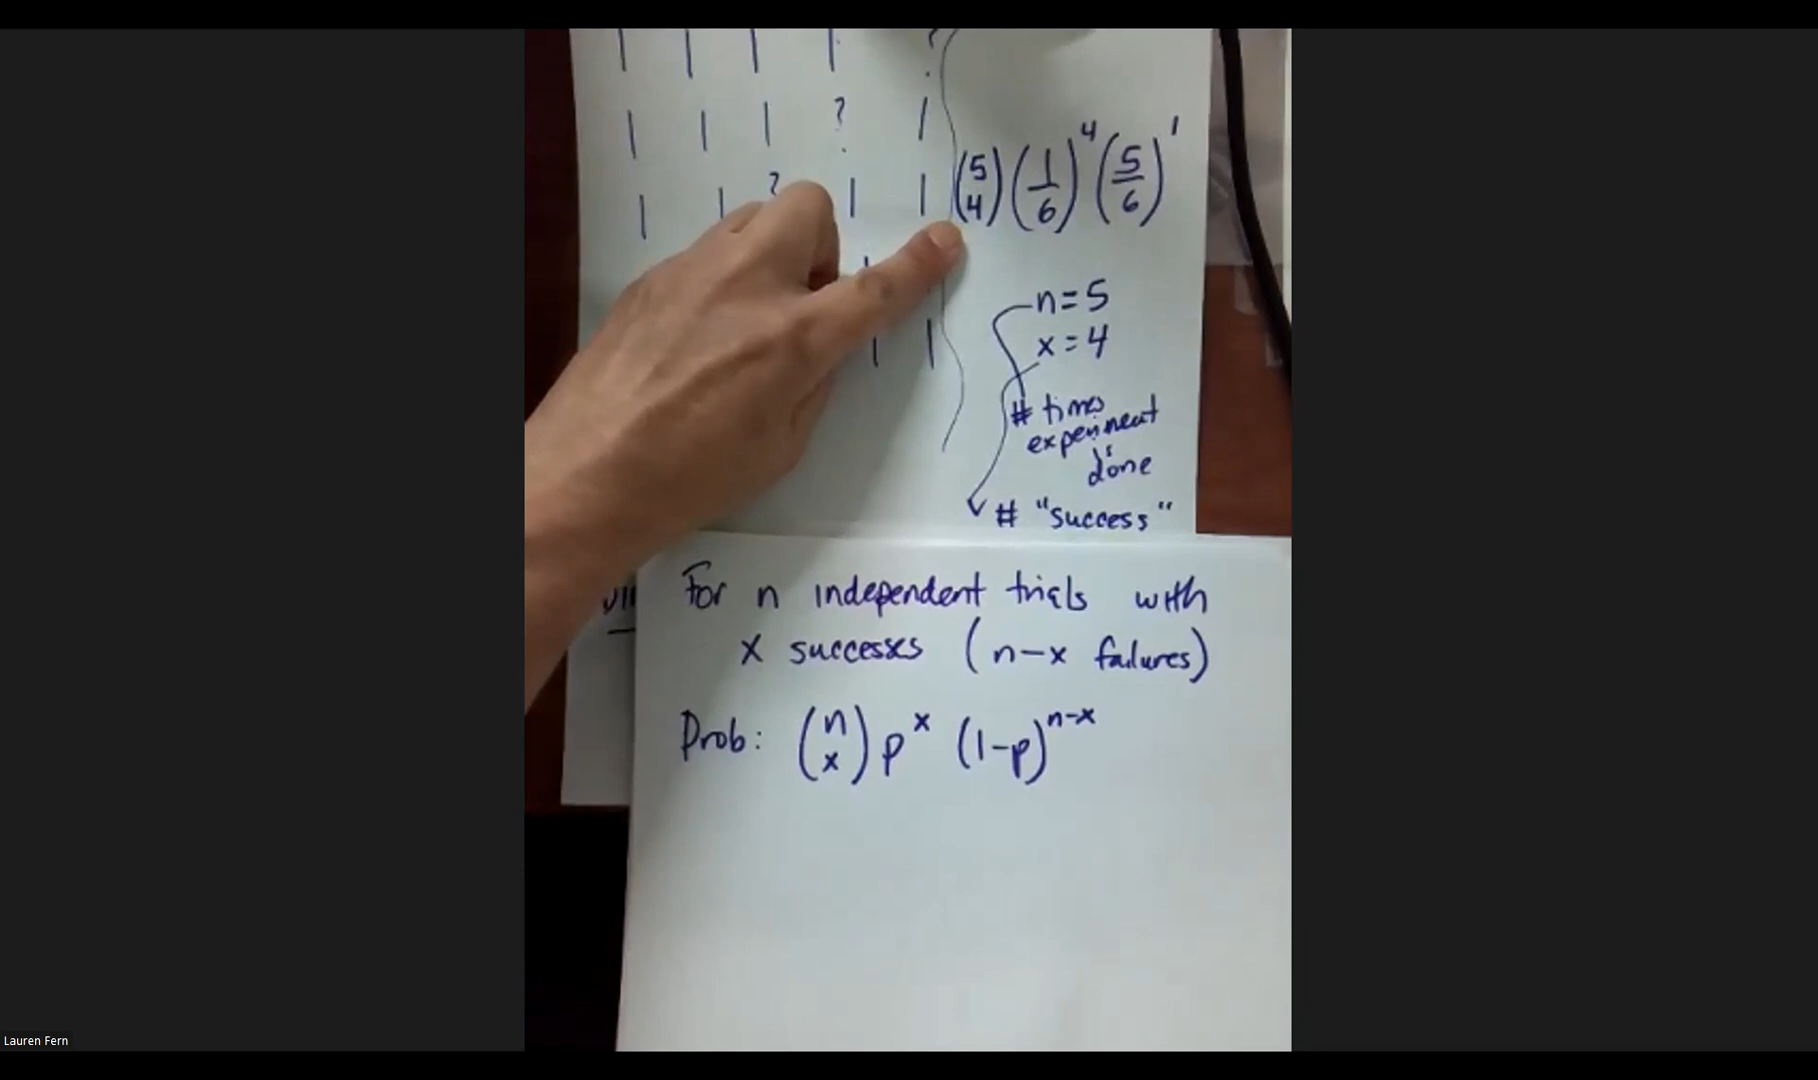 | | | | ?
| | | ? |
| | ? | |
| |
(5 4) (1/6)^4 (5/6)^1
n=5
x=4
# times
experiment
done
# "success"
For n independent trials with
x successes (n-x failures)
Prob: (n x) p^x (1-p)^n-x
Lauren Fern